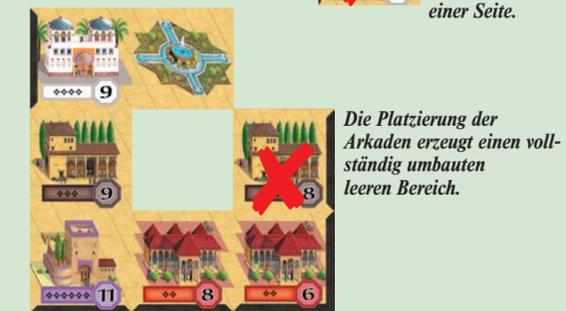 einer Seite.
9
Die Platzierung der
Arkaden erzeugt einen voll-
ständig umbauten
leeren Bereich.
9
8
11
8
6